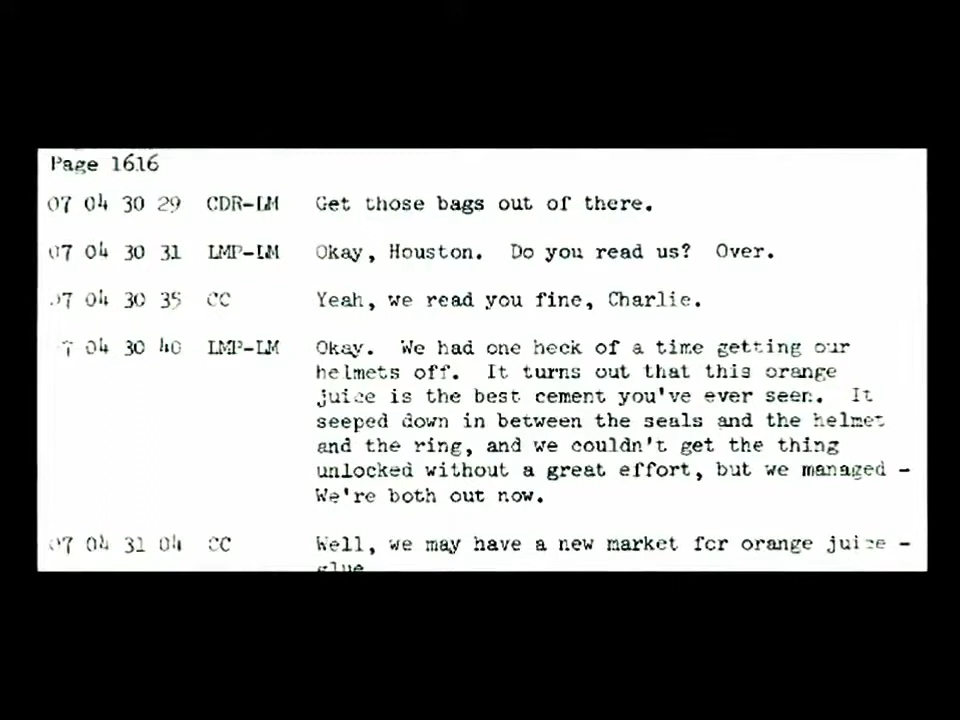 Page 1616
07 04 30 29 CDR-LM Get those bags out of there.
07 04 30 31 LMP-LM Okay, Houston. Do you read us? Over.
07 04 30 35 CC Yeah, we read you fine, Charlie.
7 04 30 40 LMP-LM Okay. We had one heck of a time getting our
helmets off. It turns out that this orange
juice is the best cement you've ever seen. It
seeped down in between the seals and the helmet
and the ring, and we couldn't get the thing
unlocked without a great effort, but we managed -
We're both out now.
07 04 31 04 CC Well, we may have a new market for orange juice -
glue